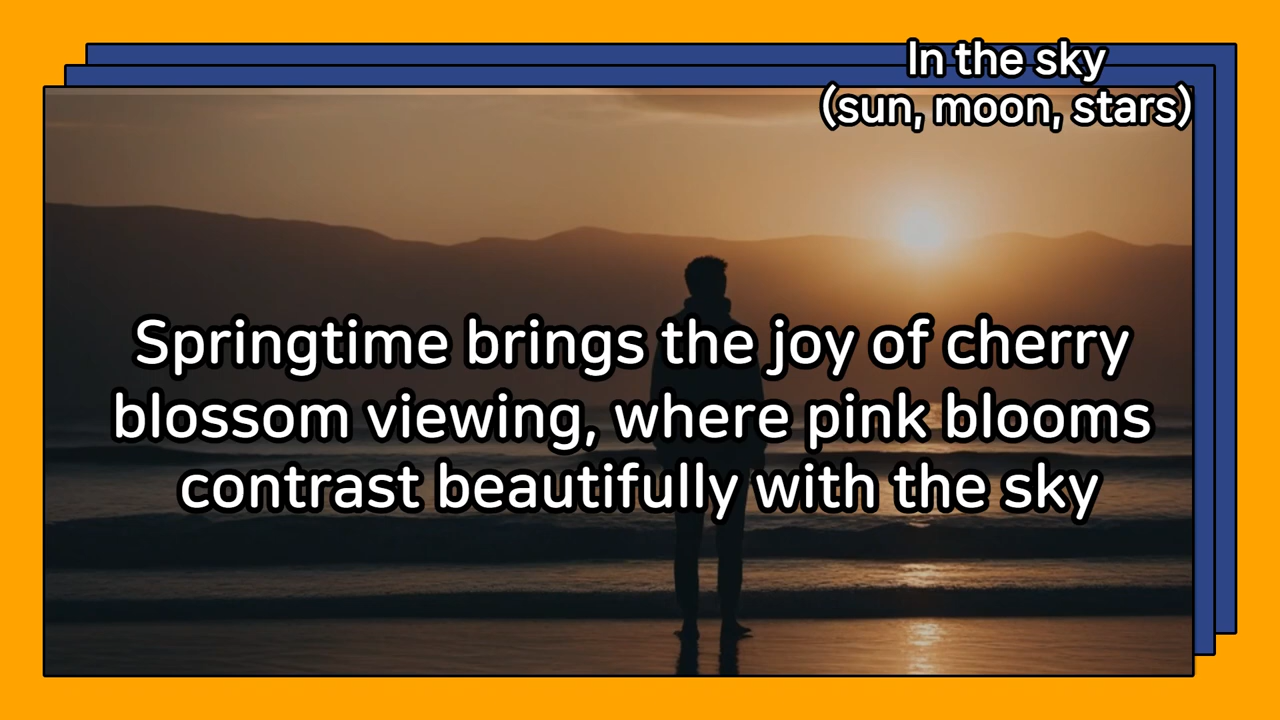 In the sky
(sun, moon, stars)
Springtime brings the joy of cherry
blossom viewing, where pink blooms
contrast beautifully with the sky